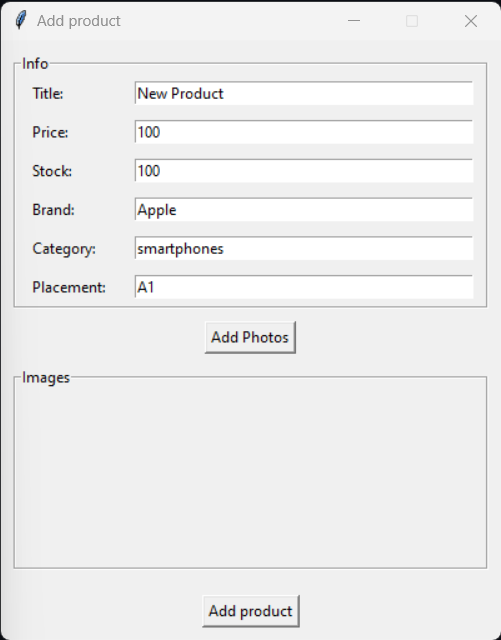 Add product
Info
Title: New Product
Price: 100
Stock: 100
Brand: Apple
Category: smartphones
Placement: A1
Add Photos
Images
Add product